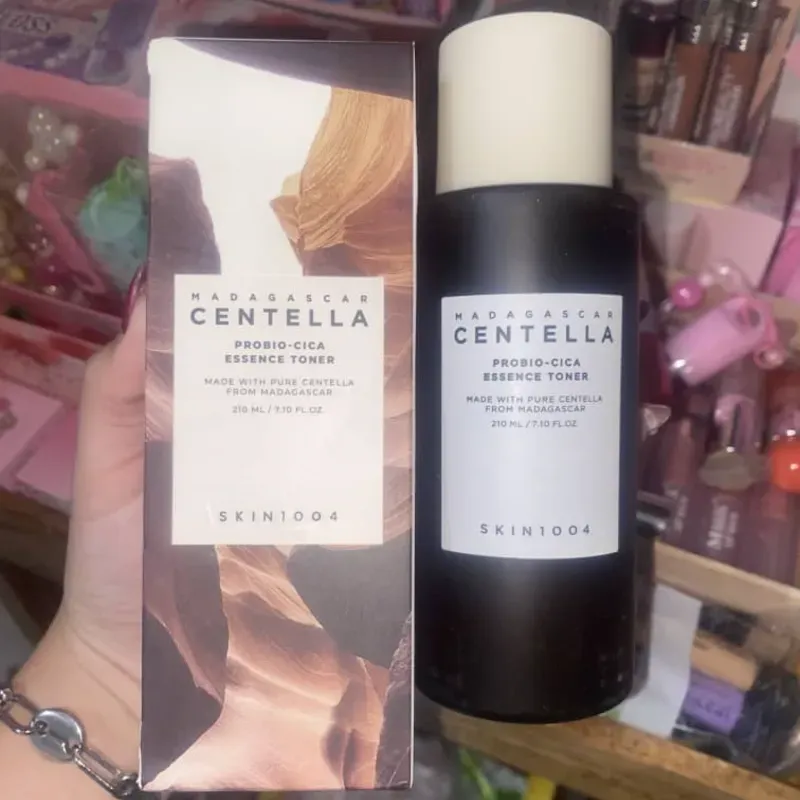 MADAGASCAR
CENTELLA
PROBIO-CICA
ESSENCE TONER
MADE WITH PURE CENTELLA
FROM MADAGASCAR
210 ML / 7.10 FL.OZ.
SKIN1004
MADAGASCAR
CENTELLA
PROBIO-CICA
ESSENCE TONER
MADE WITH PURE CENTELLA
FROM MADAGASCAR
210 ML / 7.10 FL.OZ.
SKIN1004